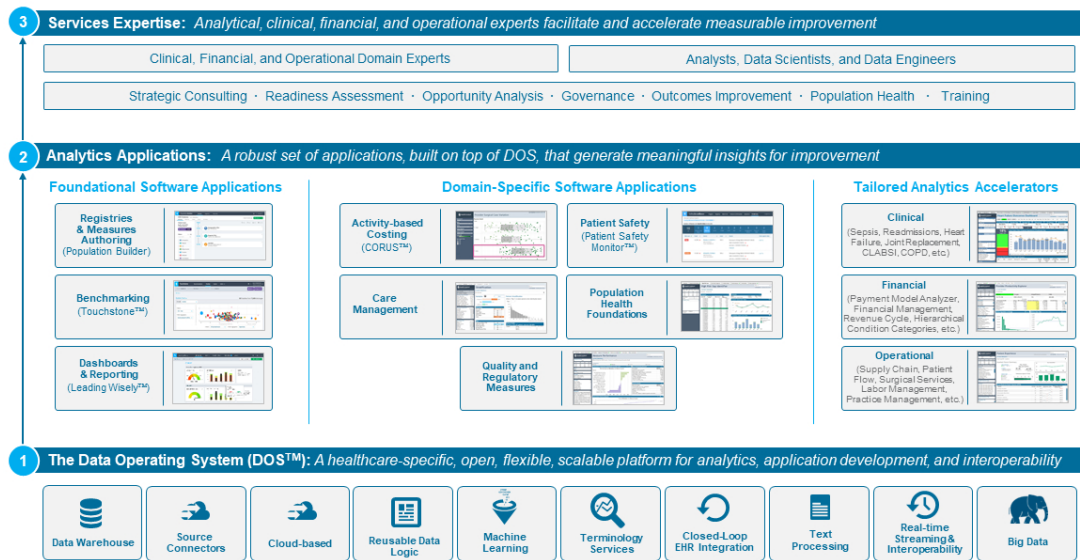 3 Services Expertise: Analytical, clinical, financial, and operational experts facilitate and accelerate measurable improvement
Clinical, Financial, and Operational Domain Experts
Analysts, Data Scientists, and Data Engineers
Strategic Consulting · Readiness Assessment · Opportunity Analysis · Governance · Outcomes Improvement · Population Health · Training
2 Analytics Applications: A robust set of applications, built on top of DOS, that generate meaningful insights for improvement
Foundational Software Applications
Registries
& Measures
Authoring
(Population Builder)
Benchmarking
(Touchstone™)
Dashboards
& Reporting
(Leading Wisely™)
Domain-Specific Software Applications
Activity-based
Costing
(CORUS™)
Patient Safety
(Patient Safety
Monitor™)
Care
Management
Population
Health
Foundations
Quality and
Regulatory
Measures
Tailored Analytics Accelerators
Clinical
(Sepsis, Readmissions, Heart
Failure, Joint Replacement,
CLABSI, COPD, etc.)
Financial
(Payment Model Analyzer,
Financial Management,
Revenue Cycle, Hierarchical
Condition Categories, etc.)
Operational
(Supply Chain, Patient
Flow, Surgical Services,
Labor Management,
Practice Management, etc.)
1 The Data Operating System (DOS™): A healthcare-specific, open, flexible, scalable platform for analytics, application development, and interoperability
Data Warehouse
Source
Connectors
Cloud-based
Reusable Data
Logic
Machine
Learning
Terminology
Services
Closed-Loop
EHR Integration
Text
Processing
Real-time
Streaming &
Interoperability
Big Data